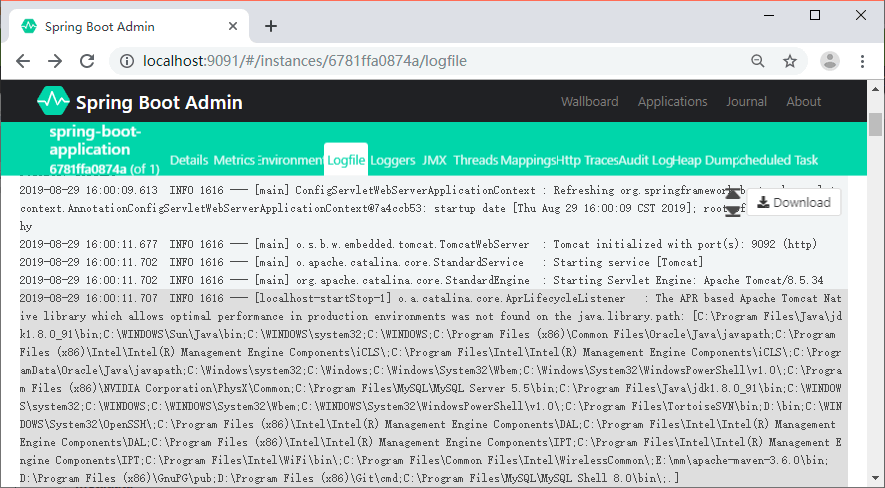 Spring Boot Admin
localhost:9091/#/instances/6781ffa0874a/logfile
Spring Boot Admin
Wallboard Applications Journal About
spring-boot-
application
6781ffa0874a (of 1)
Details Metrics Environment Logfile Loggers JMX Threads Mappings Http Traces Audit Log Heap Dump cheduled Task
2019-08-29 16:00:09.613 INFO 1616 --- [main] ConfigServletWebServerApplicationContext : Refreshing org.springframework
Download
context.AnnotationConfigServletWebServerApplicationContext@7a4ccb53: startup date [Thu Aug 29 16:00:09 CST 2019]; root
hy
2019-08-29 16:00:11.677 INFO 1616 --- [main] o.s.b.w.embedded.tomcat.TomcatWebServer : Tomcat initialized with port(s): 9092 (http)
2019-08-29 16:00:11.702 INFO 1616 --- [main] o.apache.catalina.core.StandardService : Starting service [Tomcat]
2019-08-29 16:00:11.702 INFO 1616 --- [main] org.apache.catalina.core.StandardEngine : Starting Servlet Engine: Apache Tomcat/8.5.34
2019-08-29 16:00:11.707 INFO 1616 --- [localhost-startStop-1] o.a.catalina.core.AprLifecycleListener : The APR based Apache Tomcat Nat
ive library which allows optimal performance in production environments was not found on the java.library.path: [C:\Program Files\Java\jd
k1.8.0_91\bin;C:\WINDOWS\Sun\Java\bin;C:\WINDOWS\system32;C:\WINDOWS;C:\Program Files (x86)\Common Files\Oracle\Java\javapath;C:\Program
Files (x86)\Intel\Intel(R) Management Engine Components\iCLS\;C:\Program Files\Intel\Intel(R) Management Engine Components\iCLS\;C:\Progr
amData\Oracle\Java\javapath;C:\Windows\system32;C:\Windows;C:\Windows\System32\Wbem;C:\Windows\System32\WindowsPowerShell\v1.0\;C:\Progra
m Files (x86)\NVIDIA Corporation\PhysX\Common;C:\Program Files\MySQL\MySQL Server 5.5\bin;C:\Program Files\Java\jdk1.8.0_91\bin;C:\WINDOW
S\system32;C:\WINDOWS;C:\WINDOWS\System32\Wbem;C:\WINDOWS\System32\WindowsPowerShell\v1.0\;C:\Program Files\TortoiseSVN\bin;D:\bin;C:\WIN
DOWS\System32\OpenSSH\;C:\Program Files (x86)\Intel\Intel(R) Management Engine Components\DAL;C:\Program Files\Intel\Intel(R) Management
Engine Components\DAL;C:\Program Files (x86)\Intel\Intel(R) Management Engine Components\IPT;C:\Program Files\Intel\Intel(R) Management E
ngine Components\IPT;C:\Program Files\Intel\WiFi\bin\;C:\Program Files\Common Files\Intel\WirelessCommon\;E:\mm\apache-maven-3.6.0\bin;
D:\Program Files (x86)\GnuPG\pub;D:\Program Files (x86)\Git\cmd;C:\Program Files\MySQL\MySQL Shell 8.0\bin\;.]